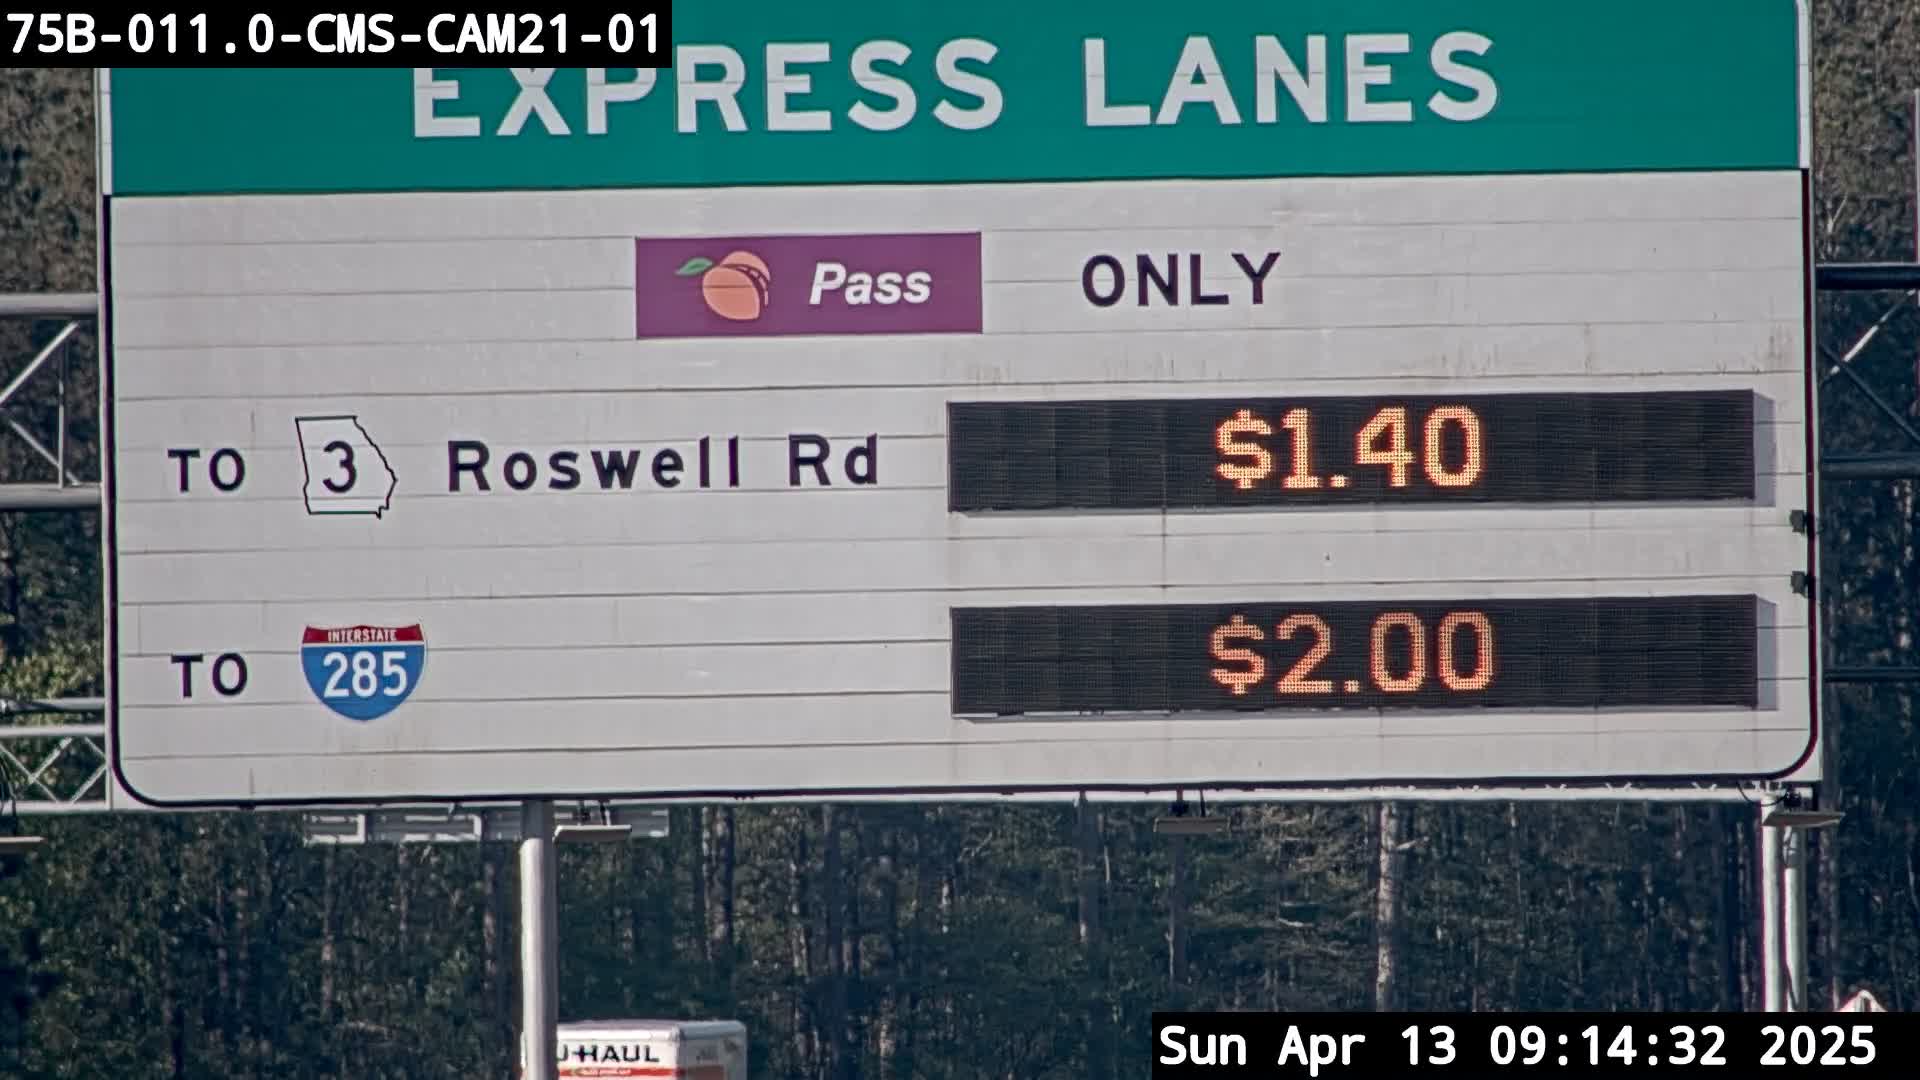 75B-011.0-CMS-CAM21-01
EXPRESS LANES
Pass ONLY
TO 3 Roswell Rd $1.40
TO INTERSTATE 285 $2.00
U-HAUL
Sun Apr 13 09:14:32 2025